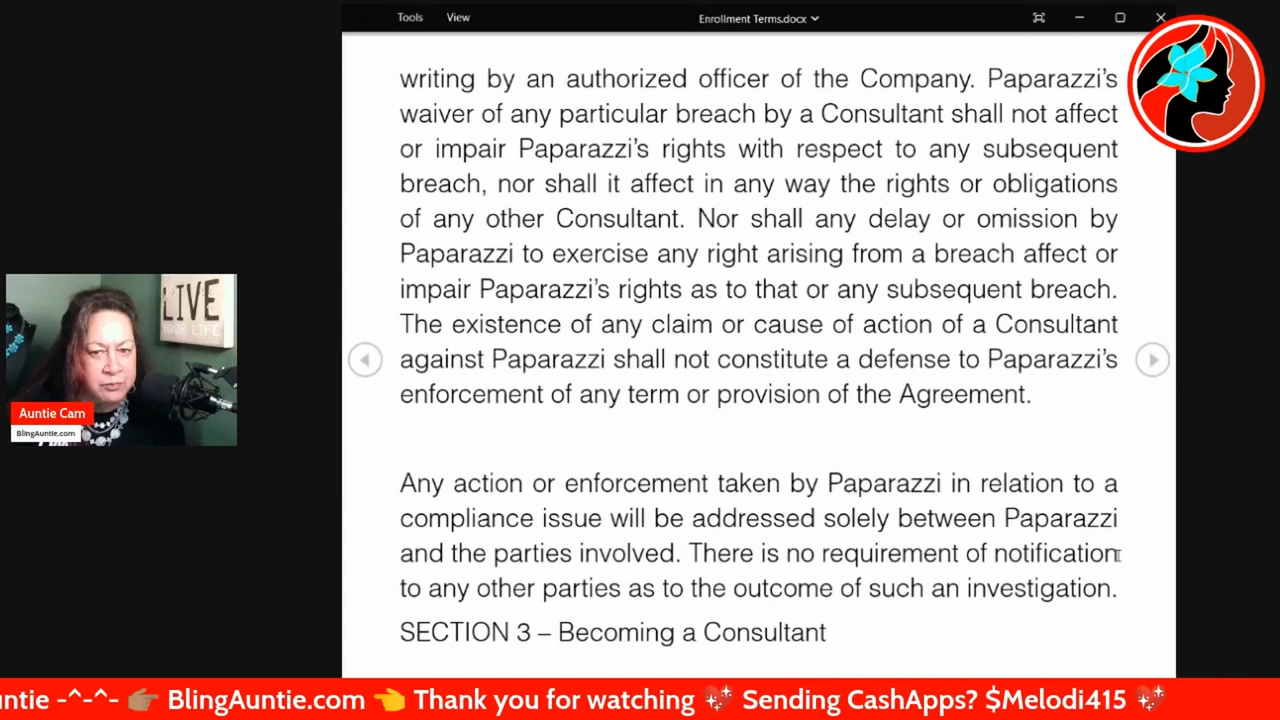 Tools View Enrollment Terms.docx
writing by an authorized officer of the Company. Paparazzi's
waiver of any particular breach by a Consultant shall not affect
or impair Paparazzi's rights with respect to any subsequent
breach, nor shall it affect in any way the rights or obligations
of any other Consultant. Nor shall any delay or omission by
Paparazzi to exercise any right arising from a breach affect or
impair Paparazzi's rights as to that or any subsequent breach.
The existence of any claim or cause of action of a Consultant
against Paparazzi shall not constitute a defense to Paparazzi's
enforcement of any term or provision of the Agreement.
Any action or enforcement taken by Paparazzi in relation to a
compliance issue will be addressed solely between Paparazzi
and the parties involved. There is no requirement of notification
to any other parties as to the outcome of such an investigation.
SECTION 3 – Becoming a Consultant
LIVE
YOUR LIFE
Auntie Cam
BlingAuntie.com
untie -^-^- 👉🏽 BlingAuntie.com 👈 Thank you for watching 💖 Sending CashApps? $Melodi415 💖